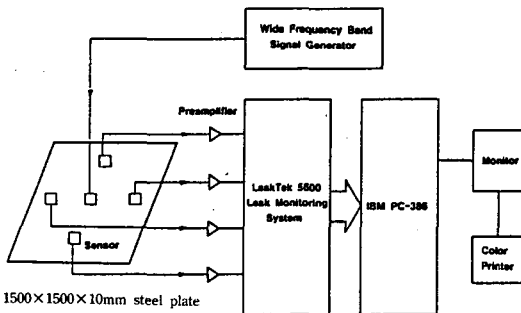 Wide Frequency Band
Signal Generator
Preamplifier
LeakTek 5500
Leak Monitoring
System
IBM PC-386
Monitor
Color
Printer
Sensor
1500×1500×10mm steel plate